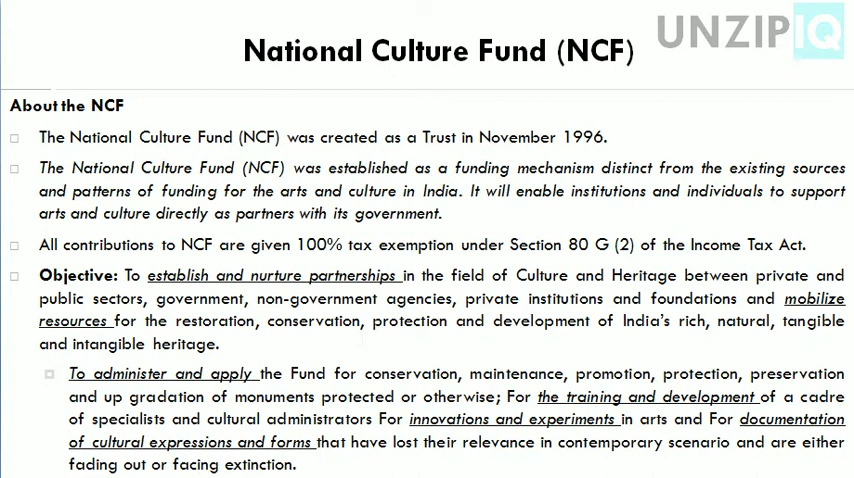 UNZIPIQ
National Culture Fund (NCF)
About the NCF
The National Culture Fund (NCF) was created as a Trust in November 1996.
The National Culture Fund (NCF) was established as a funding mechanism distinct from the existing sources
and patterns of funding for the arts and culture in India. It will enable institutions and individuals to support
arts and culture directly as partners with its government.
All contributions to NCF are given 100% tax exemption under Section 80 G (2) of the Income Tax Act.
Objective: To establish and nurture partnerships in the field of Culture and Heritage between private and
public sectors, government, non-government agencies, private institutions and foundations and mobilize
resources for the restoration, conservation, protection and development of India's rich, natural, tangible
and intangible heritage.
To administer and apply the Fund for conservation, maintenance, promotion, protection, preservation
and up gradation of monuments protected or otherwise; For the training and development of a cadre
of specialists and cultural administrators For innovations and experiments in arts and For documentation
of cultural expressions and forms that have lost their relevance in contemporary scenario and are either
fading out or facing extinction.